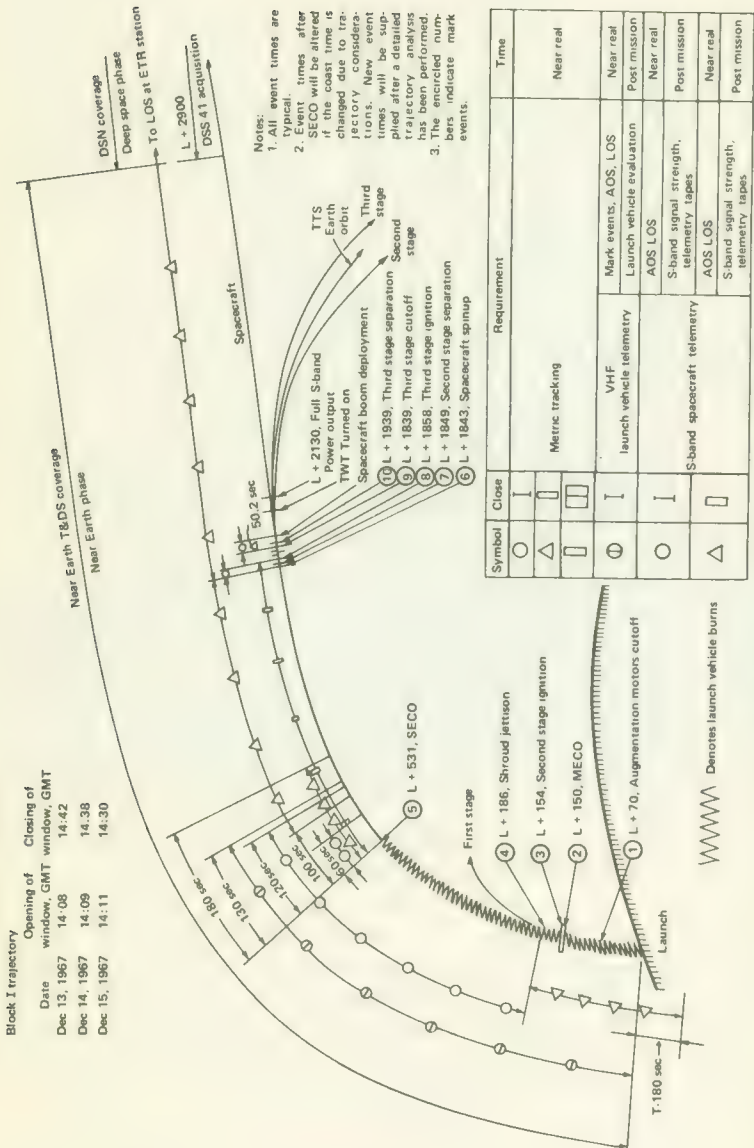 Block I trajectory
Opening of Closing of
Date window, GMT window, GMT
Dec 13, 1967 14:08 14:42
Dec 14, 1967 14:09 14.38
Dec 15, 1967 14:11 14:30
Near Earth T&DS coverage
Near Earth phase
DSN coverage
Deep space phase
To LOS at ETR station
L + 2900
DSS 41 acquisition
Spacecraft
Notes:
1. All event times are
typical.
2. Event times after
SECO will be altered
if the coast time is
changed due to tra-
jectory considera-
tions. New event
times will be sup-
plied after a detailed
trajectory analysis
has been performed.
3. The encircled num-
bers indicate mark
events.
TTS
Earth
orbit
Third
stage
Second
stage
50.2 sec
L + 2130, Full S-band
Power output
TWT Turned on
Spacecraft boom deployment
10 L + 1939, Third stage separation
9 L + 1839, Third stage cutoff
8 L + 1858, Third stage ignition
7 L + 1849, Second stage separation
6 L + 1843, Spacecraft spinup
180 sec
130 sec
120sec
100 sec
60 sec
5 L + 531, SECO
First stage
4 L + 186, Shroud jettison
3 L + 154, Second stage ignition
2 L + 150, MECO
1 L + 70, Augmentation motors cutoff
Launch
T-180 sec
Denotes launch vehicle burns
Symbol Close Requirement Time
Metric tracking Near real
VHF
launch vehicle telemetry
Mark events, AOS, LOS Near real
Launch vehicle evaluation Post mission
S-band spacecraft telemetry
AOS LOS Near real
S-band signal strength,
telemetry tapes
Post mission
AOS LOS Near real
S-band signal strength,
telemetry tapes
Post mission